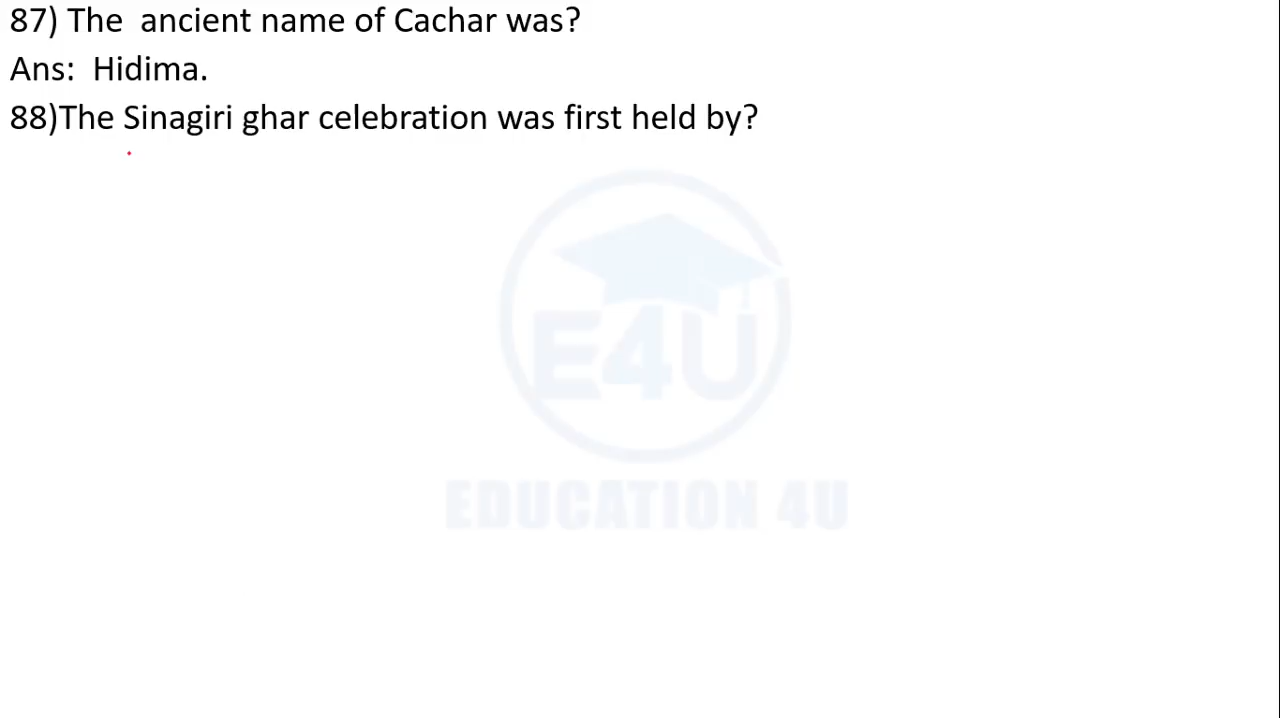 87) The ancient name of Cachar was?
Ans: Hidima.
88)The Sinagiri ghar celebration was first held by?
E4U
EDUCATION 4U